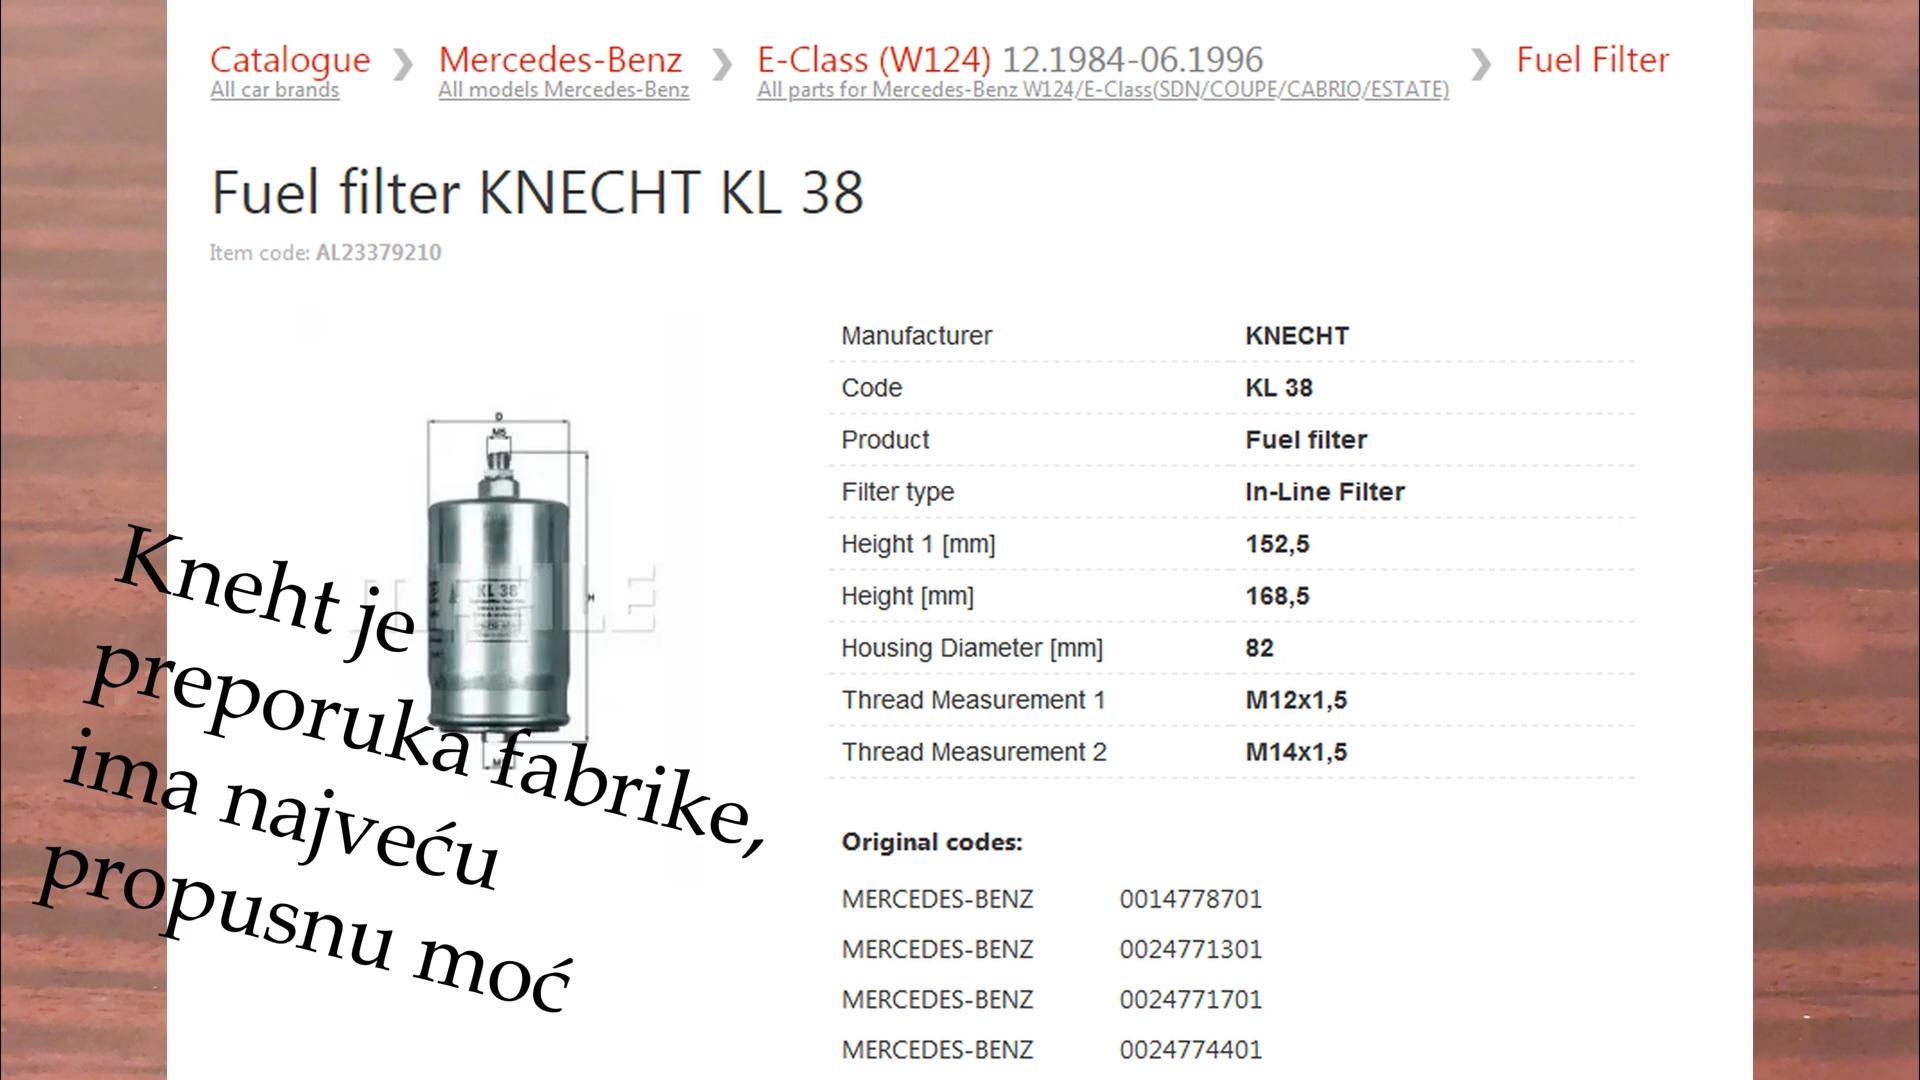 Catalogue
All car brands
Mercedes-Benz
All models Mercedes-Benz
E-Class (W124) 12.1984-06.1996
All parts for Mercedes-Benz W124/E-Class(SDN/COUPE/CABRIO/ESTATE)
Fuel Filter
Fuel filter KNECHT KL 38
Item code: AL23379210
D
H
KL 38
Kneht je
preporuka fabrike,
ima najveću
propusnu moć
Manufacturer KNECHT
Code KL 38
Product Fuel filter
Filter type In-Line Filter
Height 1 [mm] 152,5
Height [mm] 168,5
Housing Diameter [mm] 82
Thread Measurement 1 M12x1,5
Thread Measurement 2 M14x1,5
Original codes:
MERCEDES-BENZ 0014778701
MERCEDES-BENZ 0024771301
MERCEDES-BENZ 0024771701
MERCEDES-BENZ 0024774401